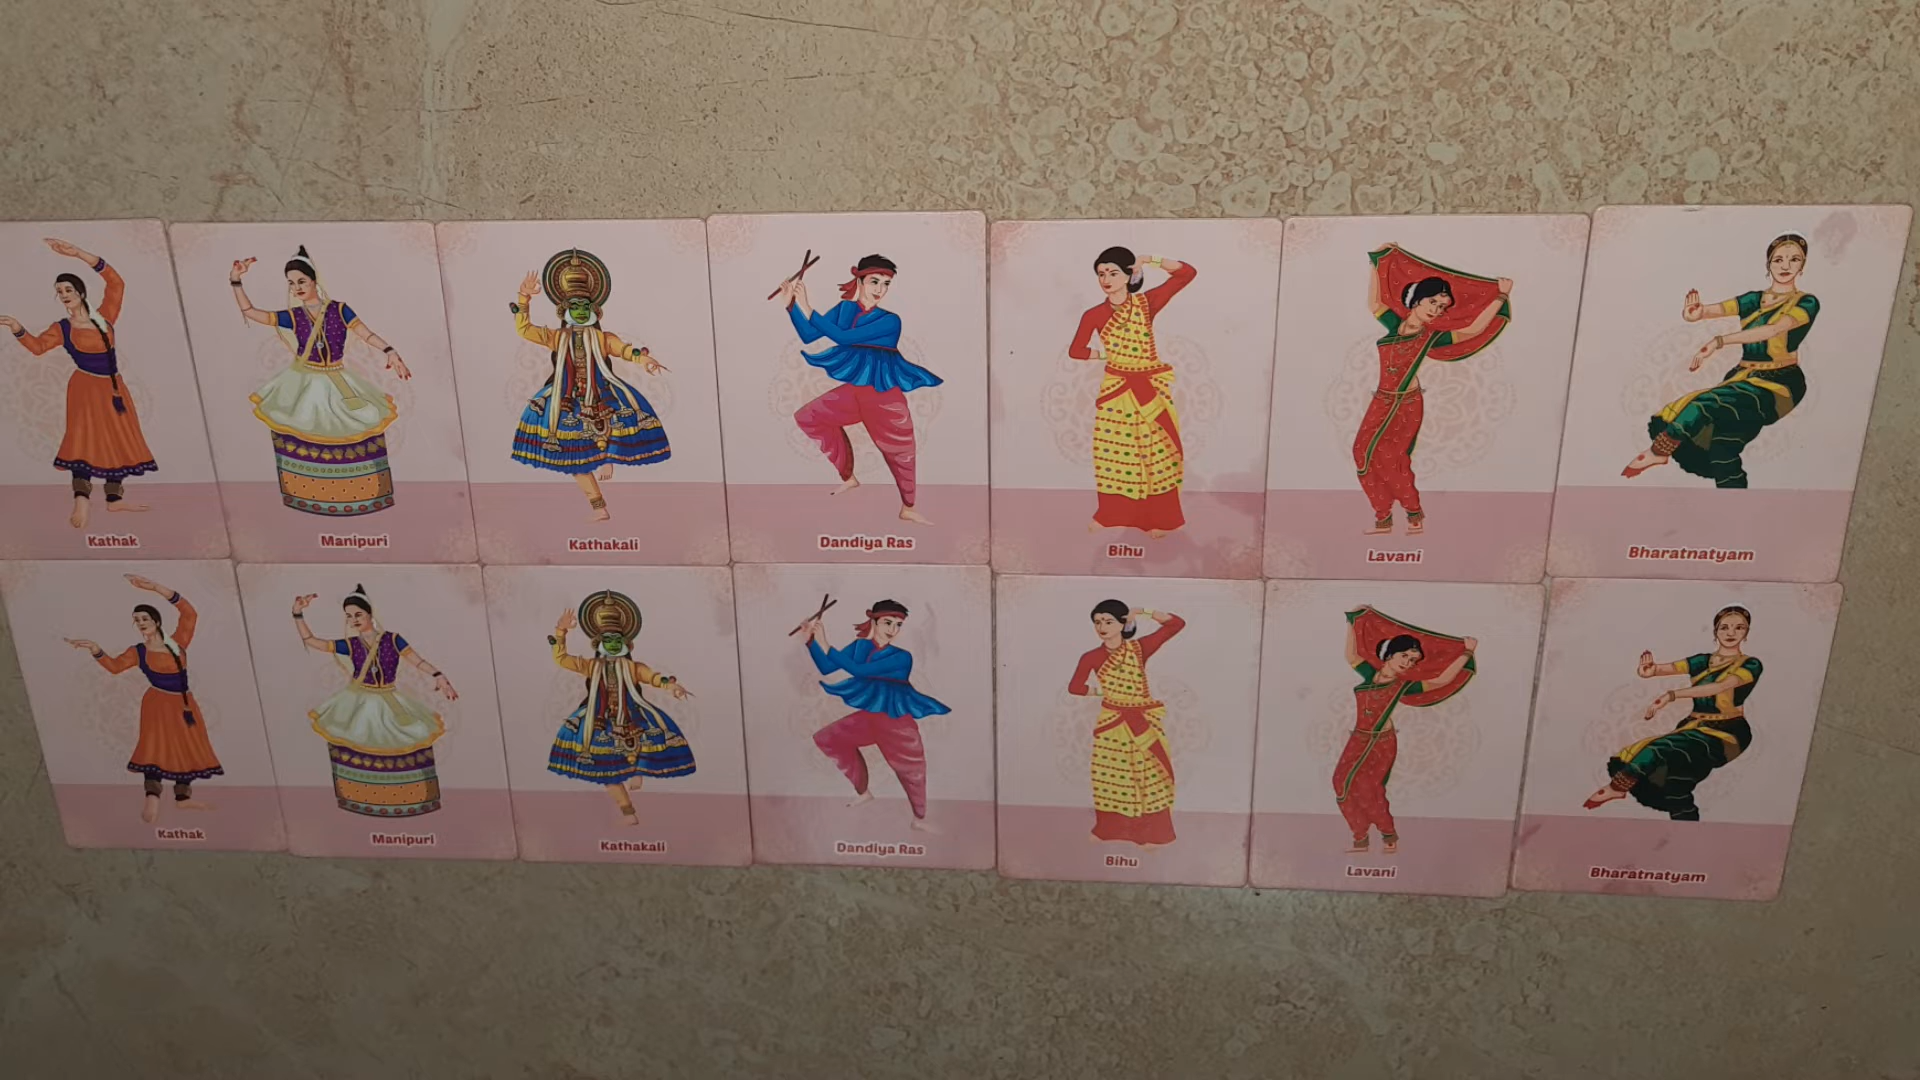 Kathak
Manipuri
Kathakali
Dandiya Ras
Bihu
Lavani
Bharatnatyam
Kathak
Manipuri
Kathakali
Dandiya Ras
Bihu
Lavani
Bharatnatyam